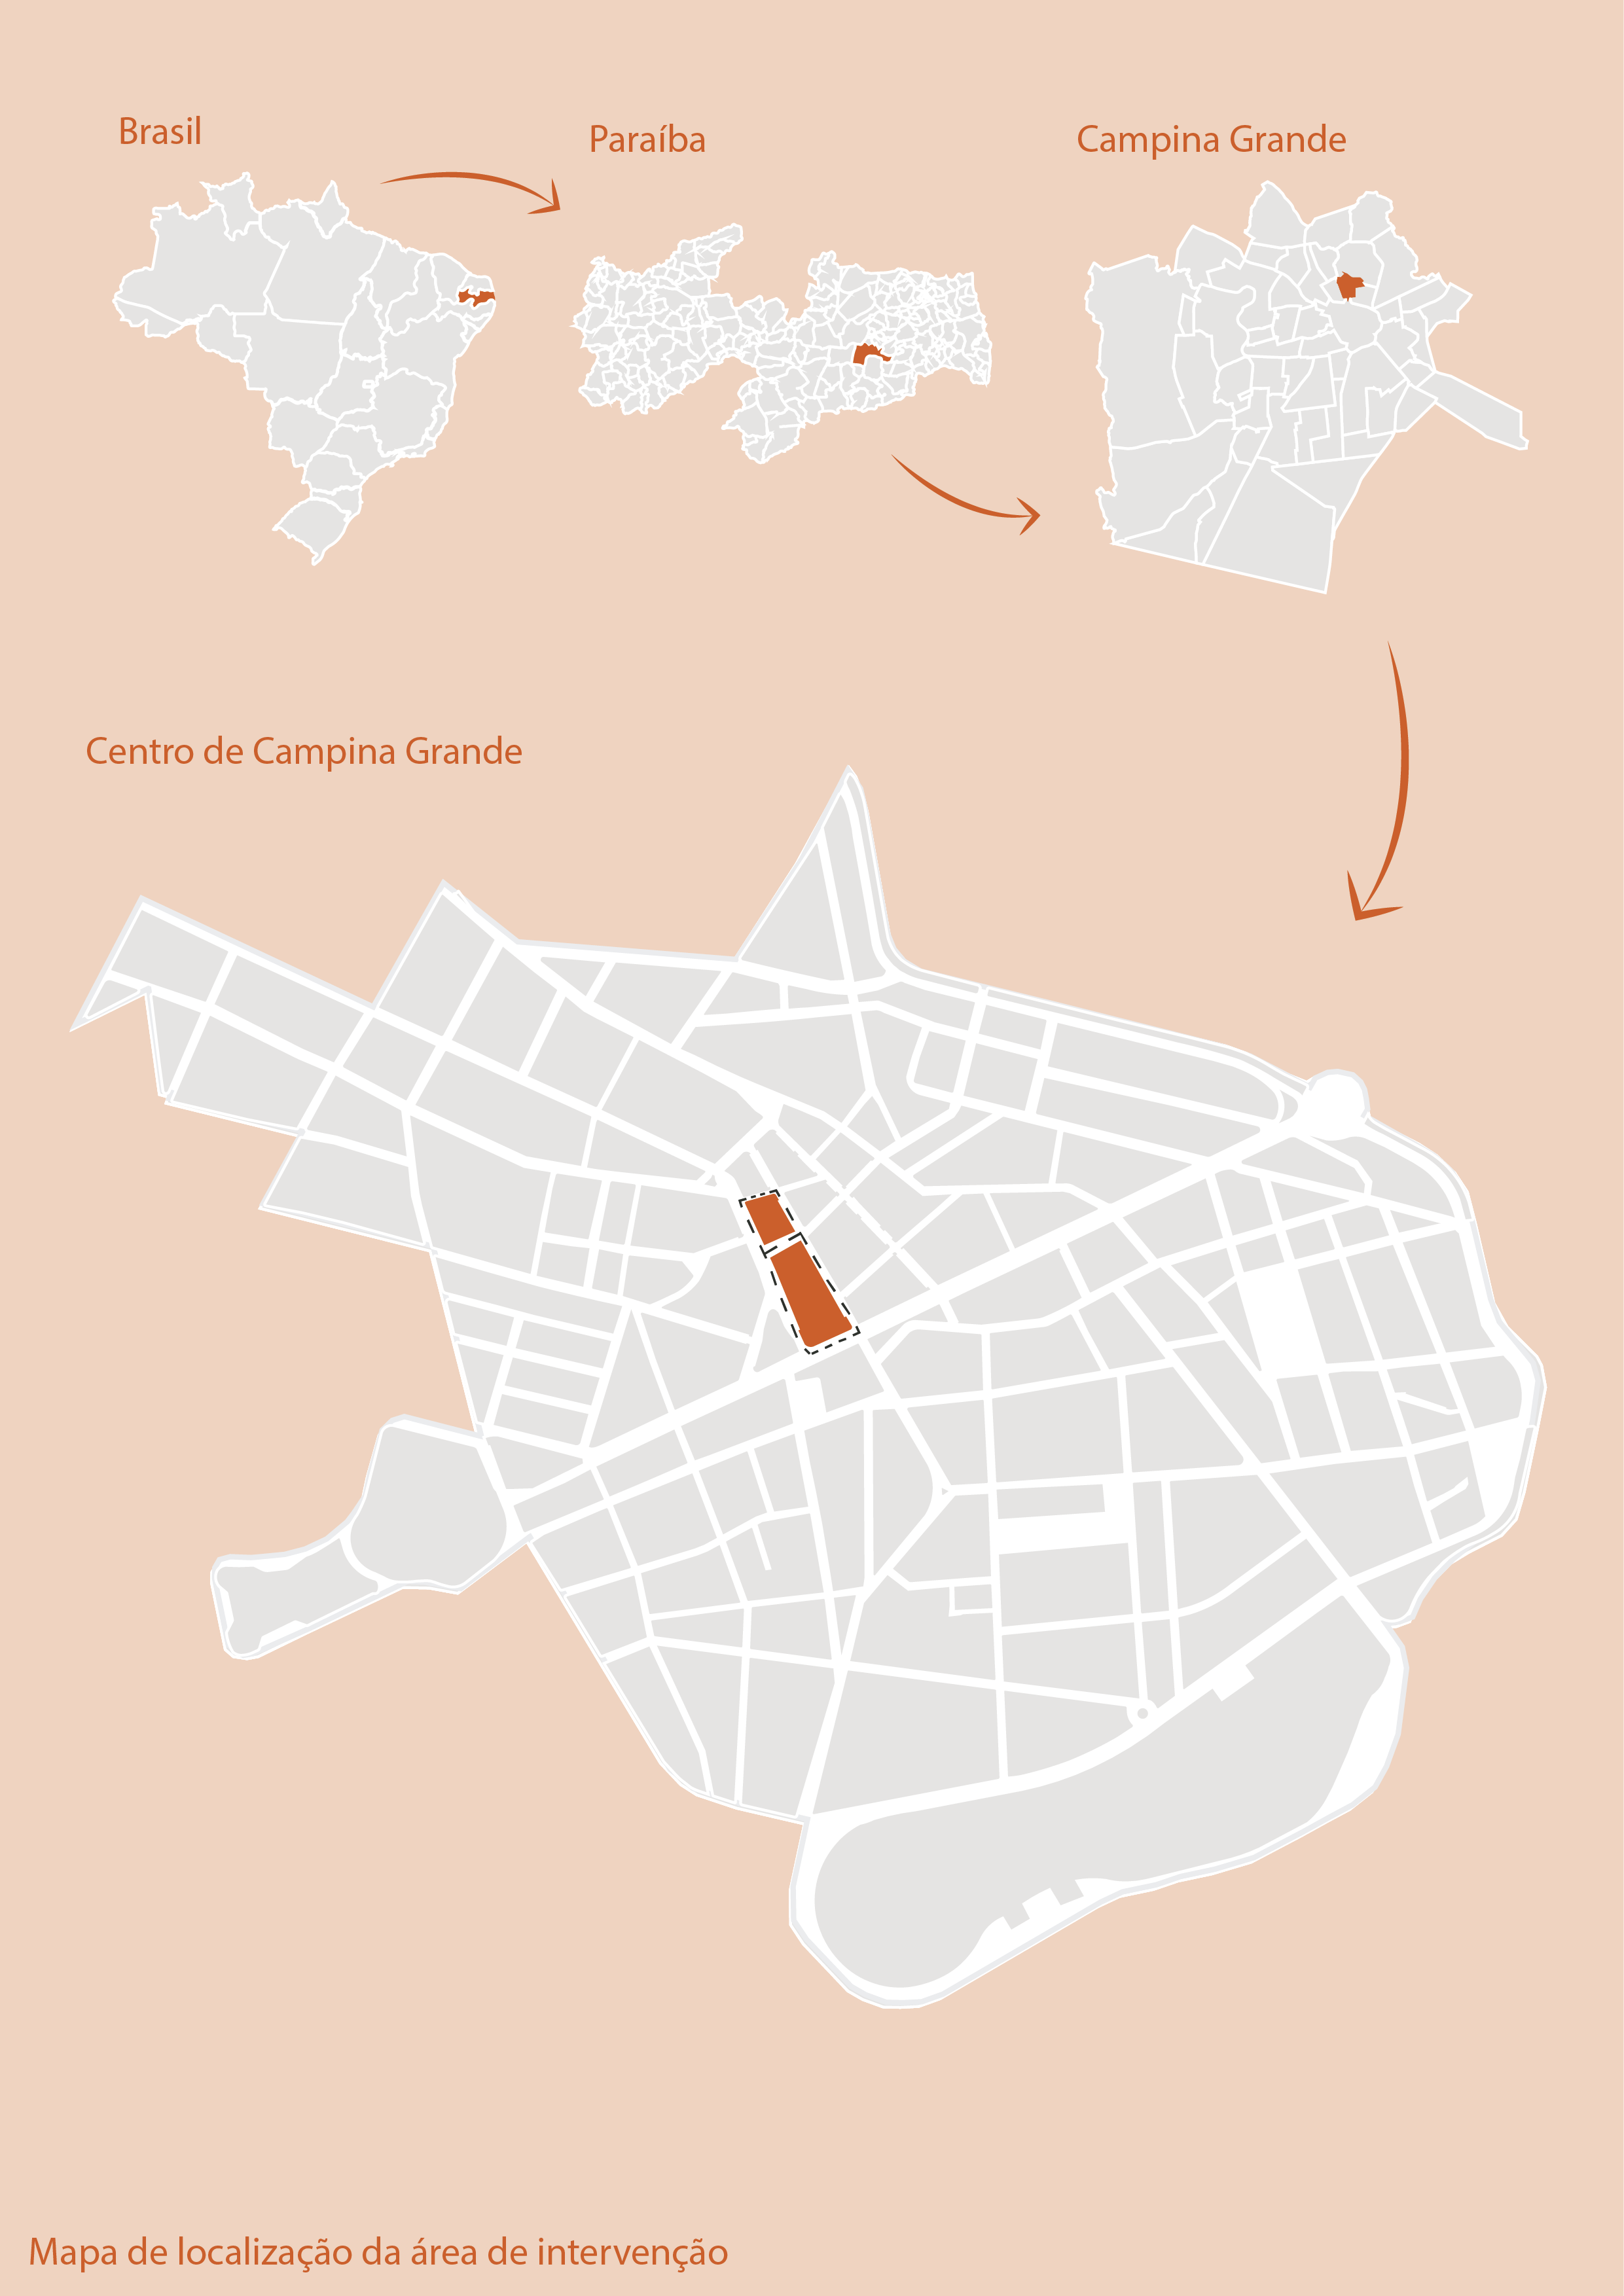 Brasil
Paraíba
Campina Grande
Centro de Campina Grande
Mapa de localização da área de intervenção